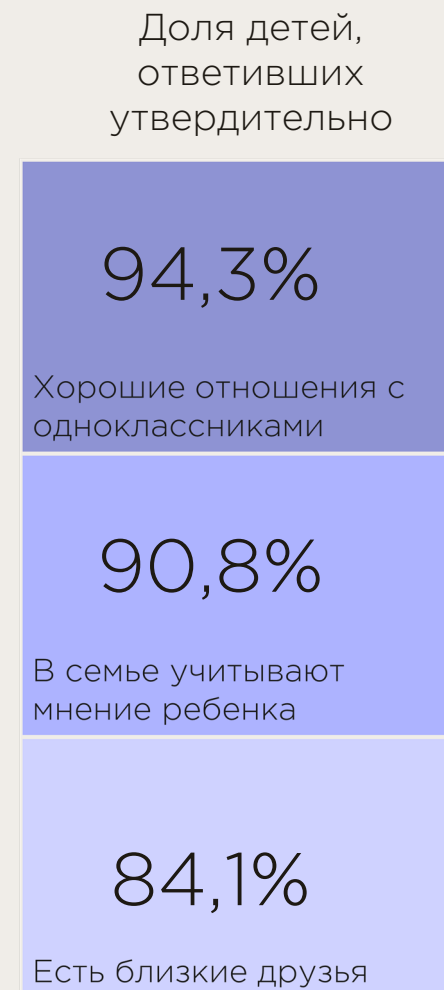 Доля детей,
ответивших
утвердительно
94,3%
Хорошие отношения с
одноклассниками
90,8%
В семье учитывают
мнение ребенка
84,1%
Есть близкие друзья